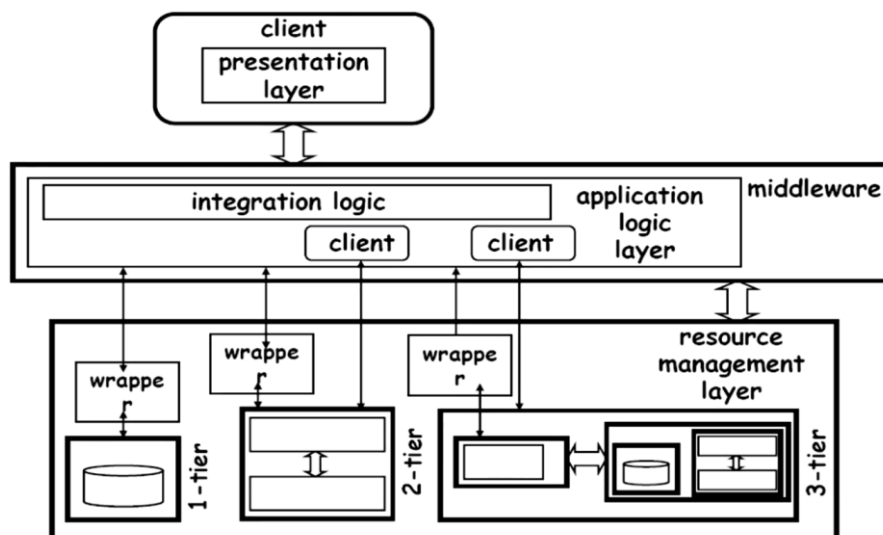 client
presentation
layer
integration logic
application
logic
layer
middleware
client
client
resource
management
layer
wrappe
r
wrappe
r
wrappe
r
1-tier
2-tier
3-tier